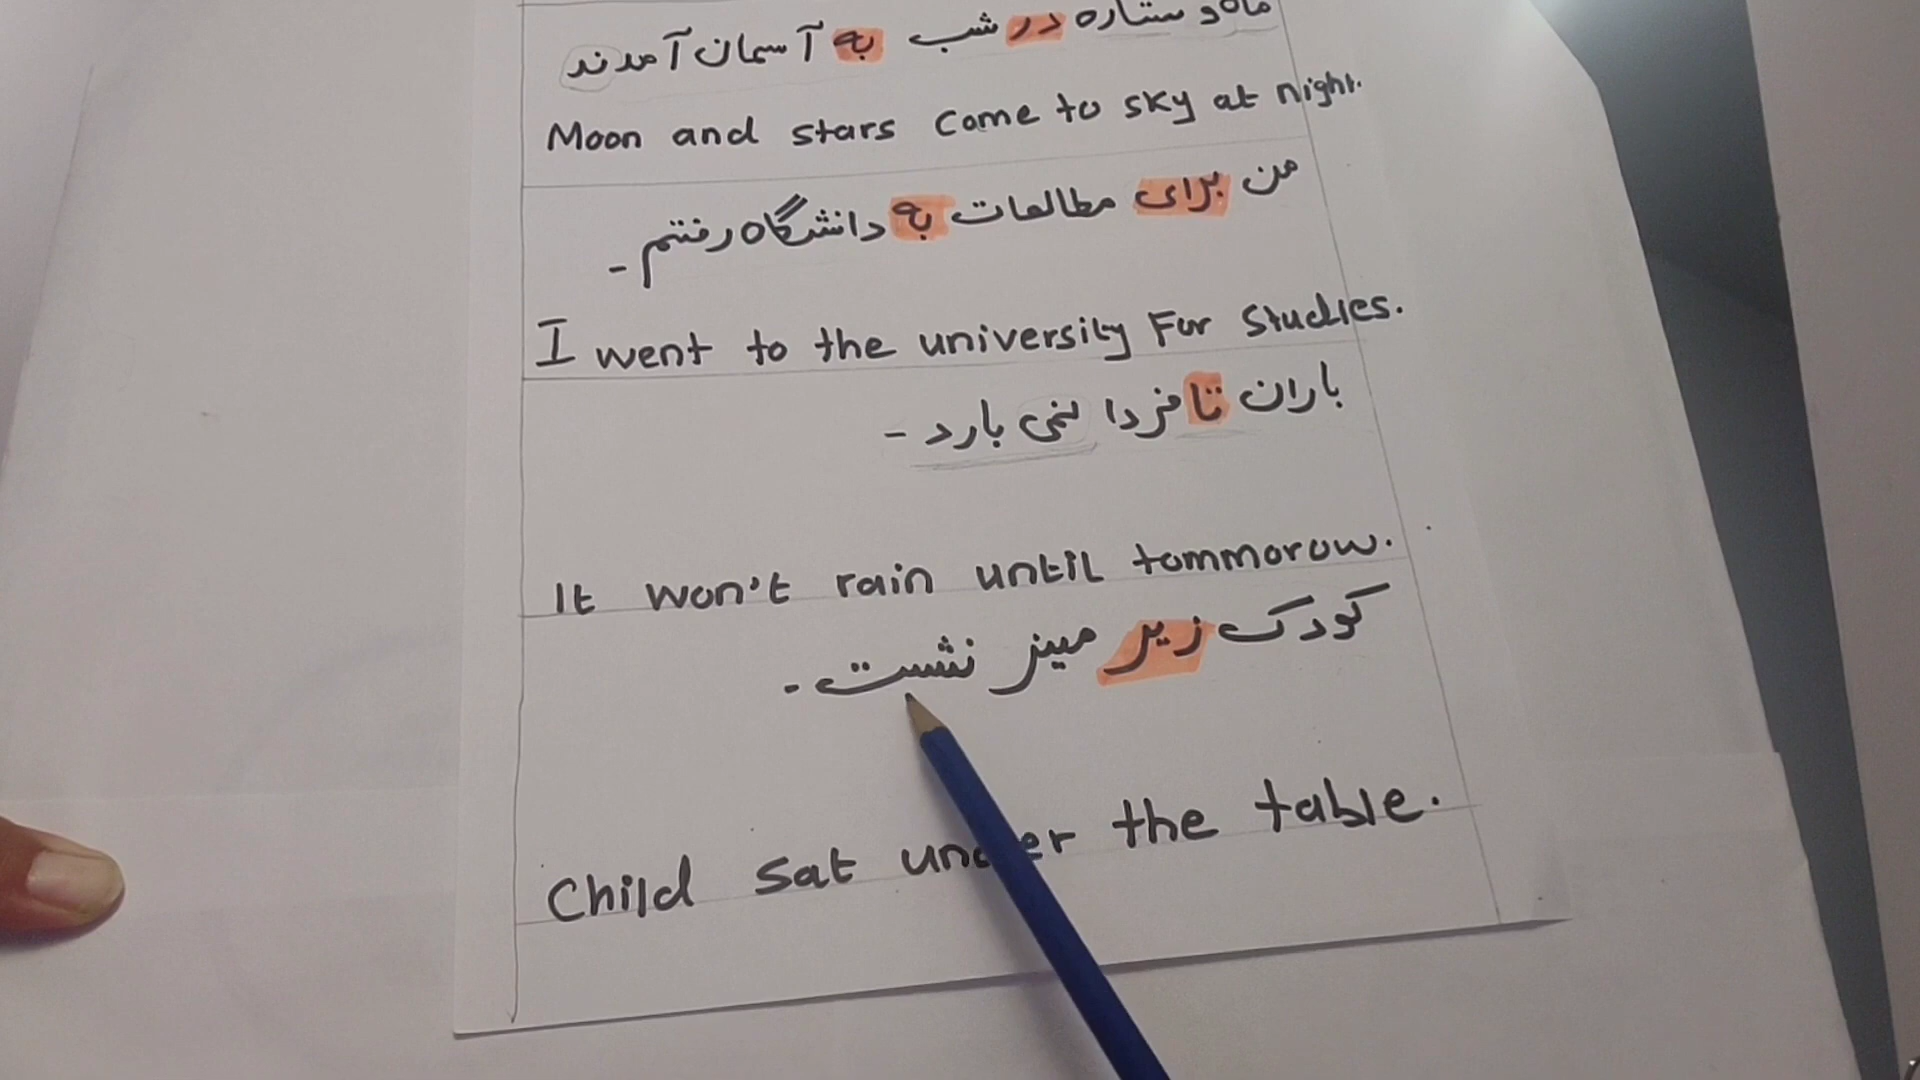 ماه و ستاره در شب به آسمان آمدند
Moon and stars come to sky at night.
من برای مطالعات به دانشگاه رفتم -
I went to the university For studies.
باران تا فردا نمی بارد -
It won't rain until tommorow.
کودک زیر میز نشست .
Child sat under the table.